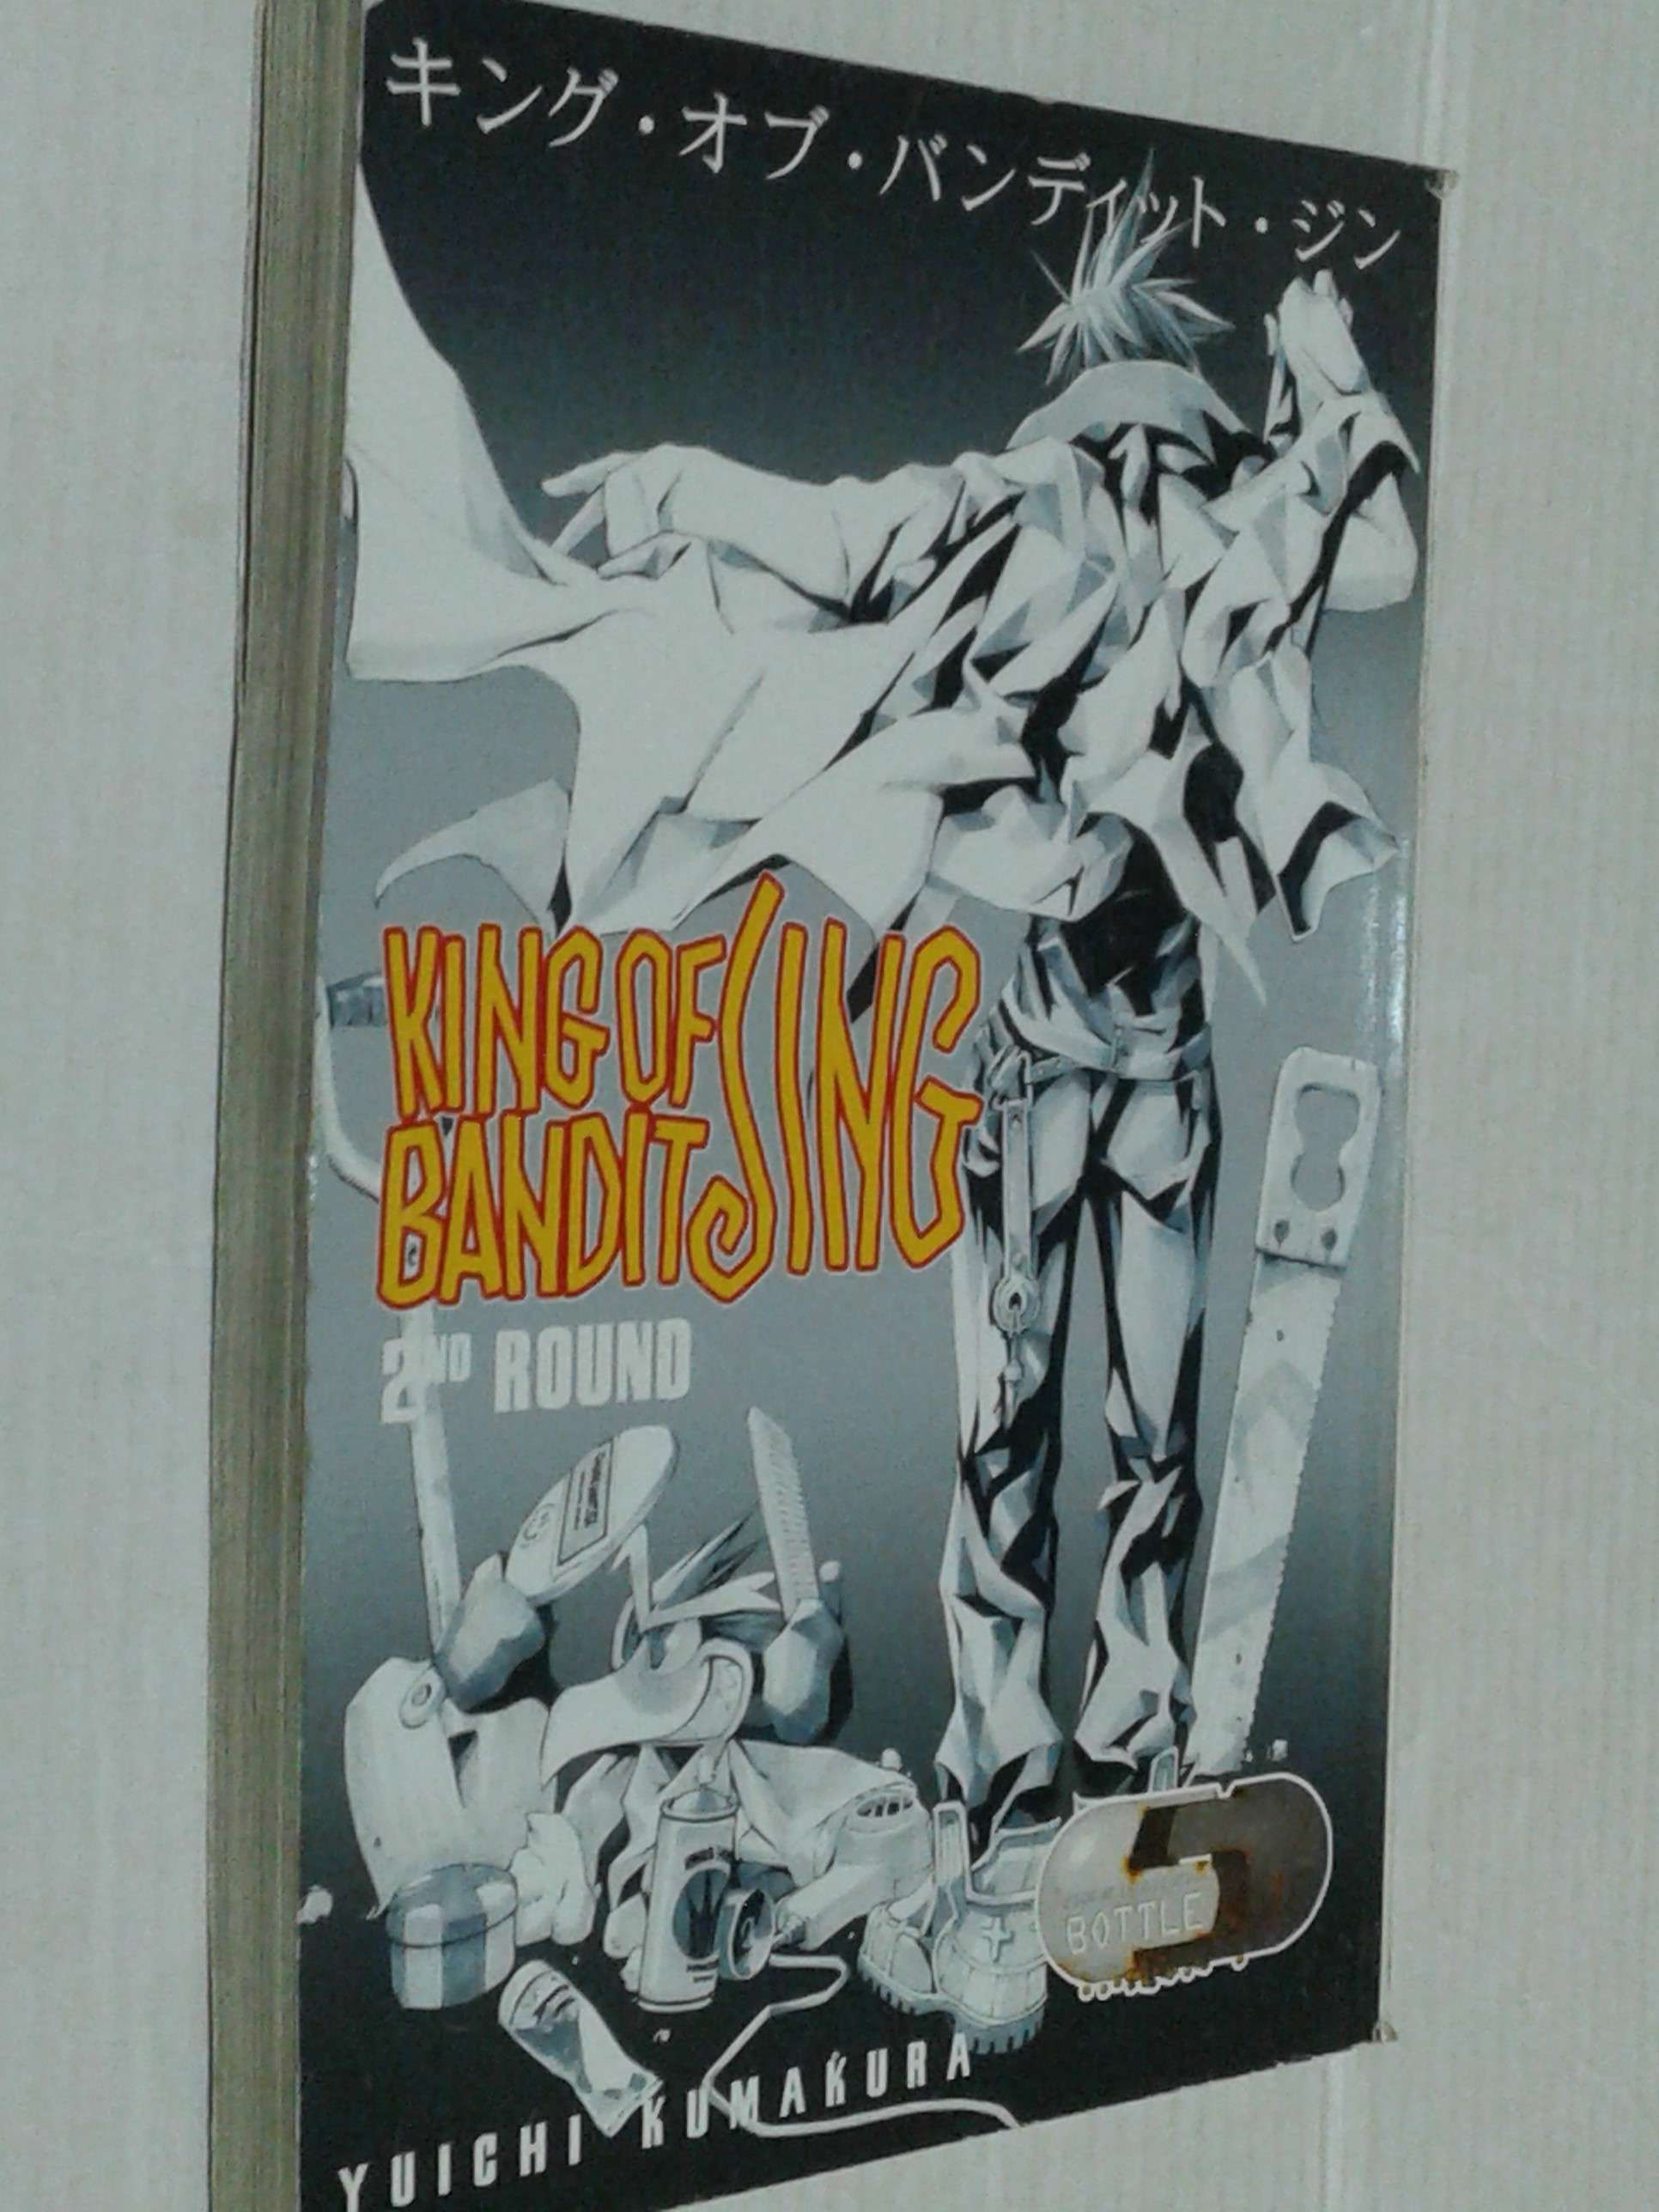 キング・オブ・バンディット・ジン
KING OF
BANDIT JING
2ND ROUND
5
BOTTLE
YUICHI KUMAKURA